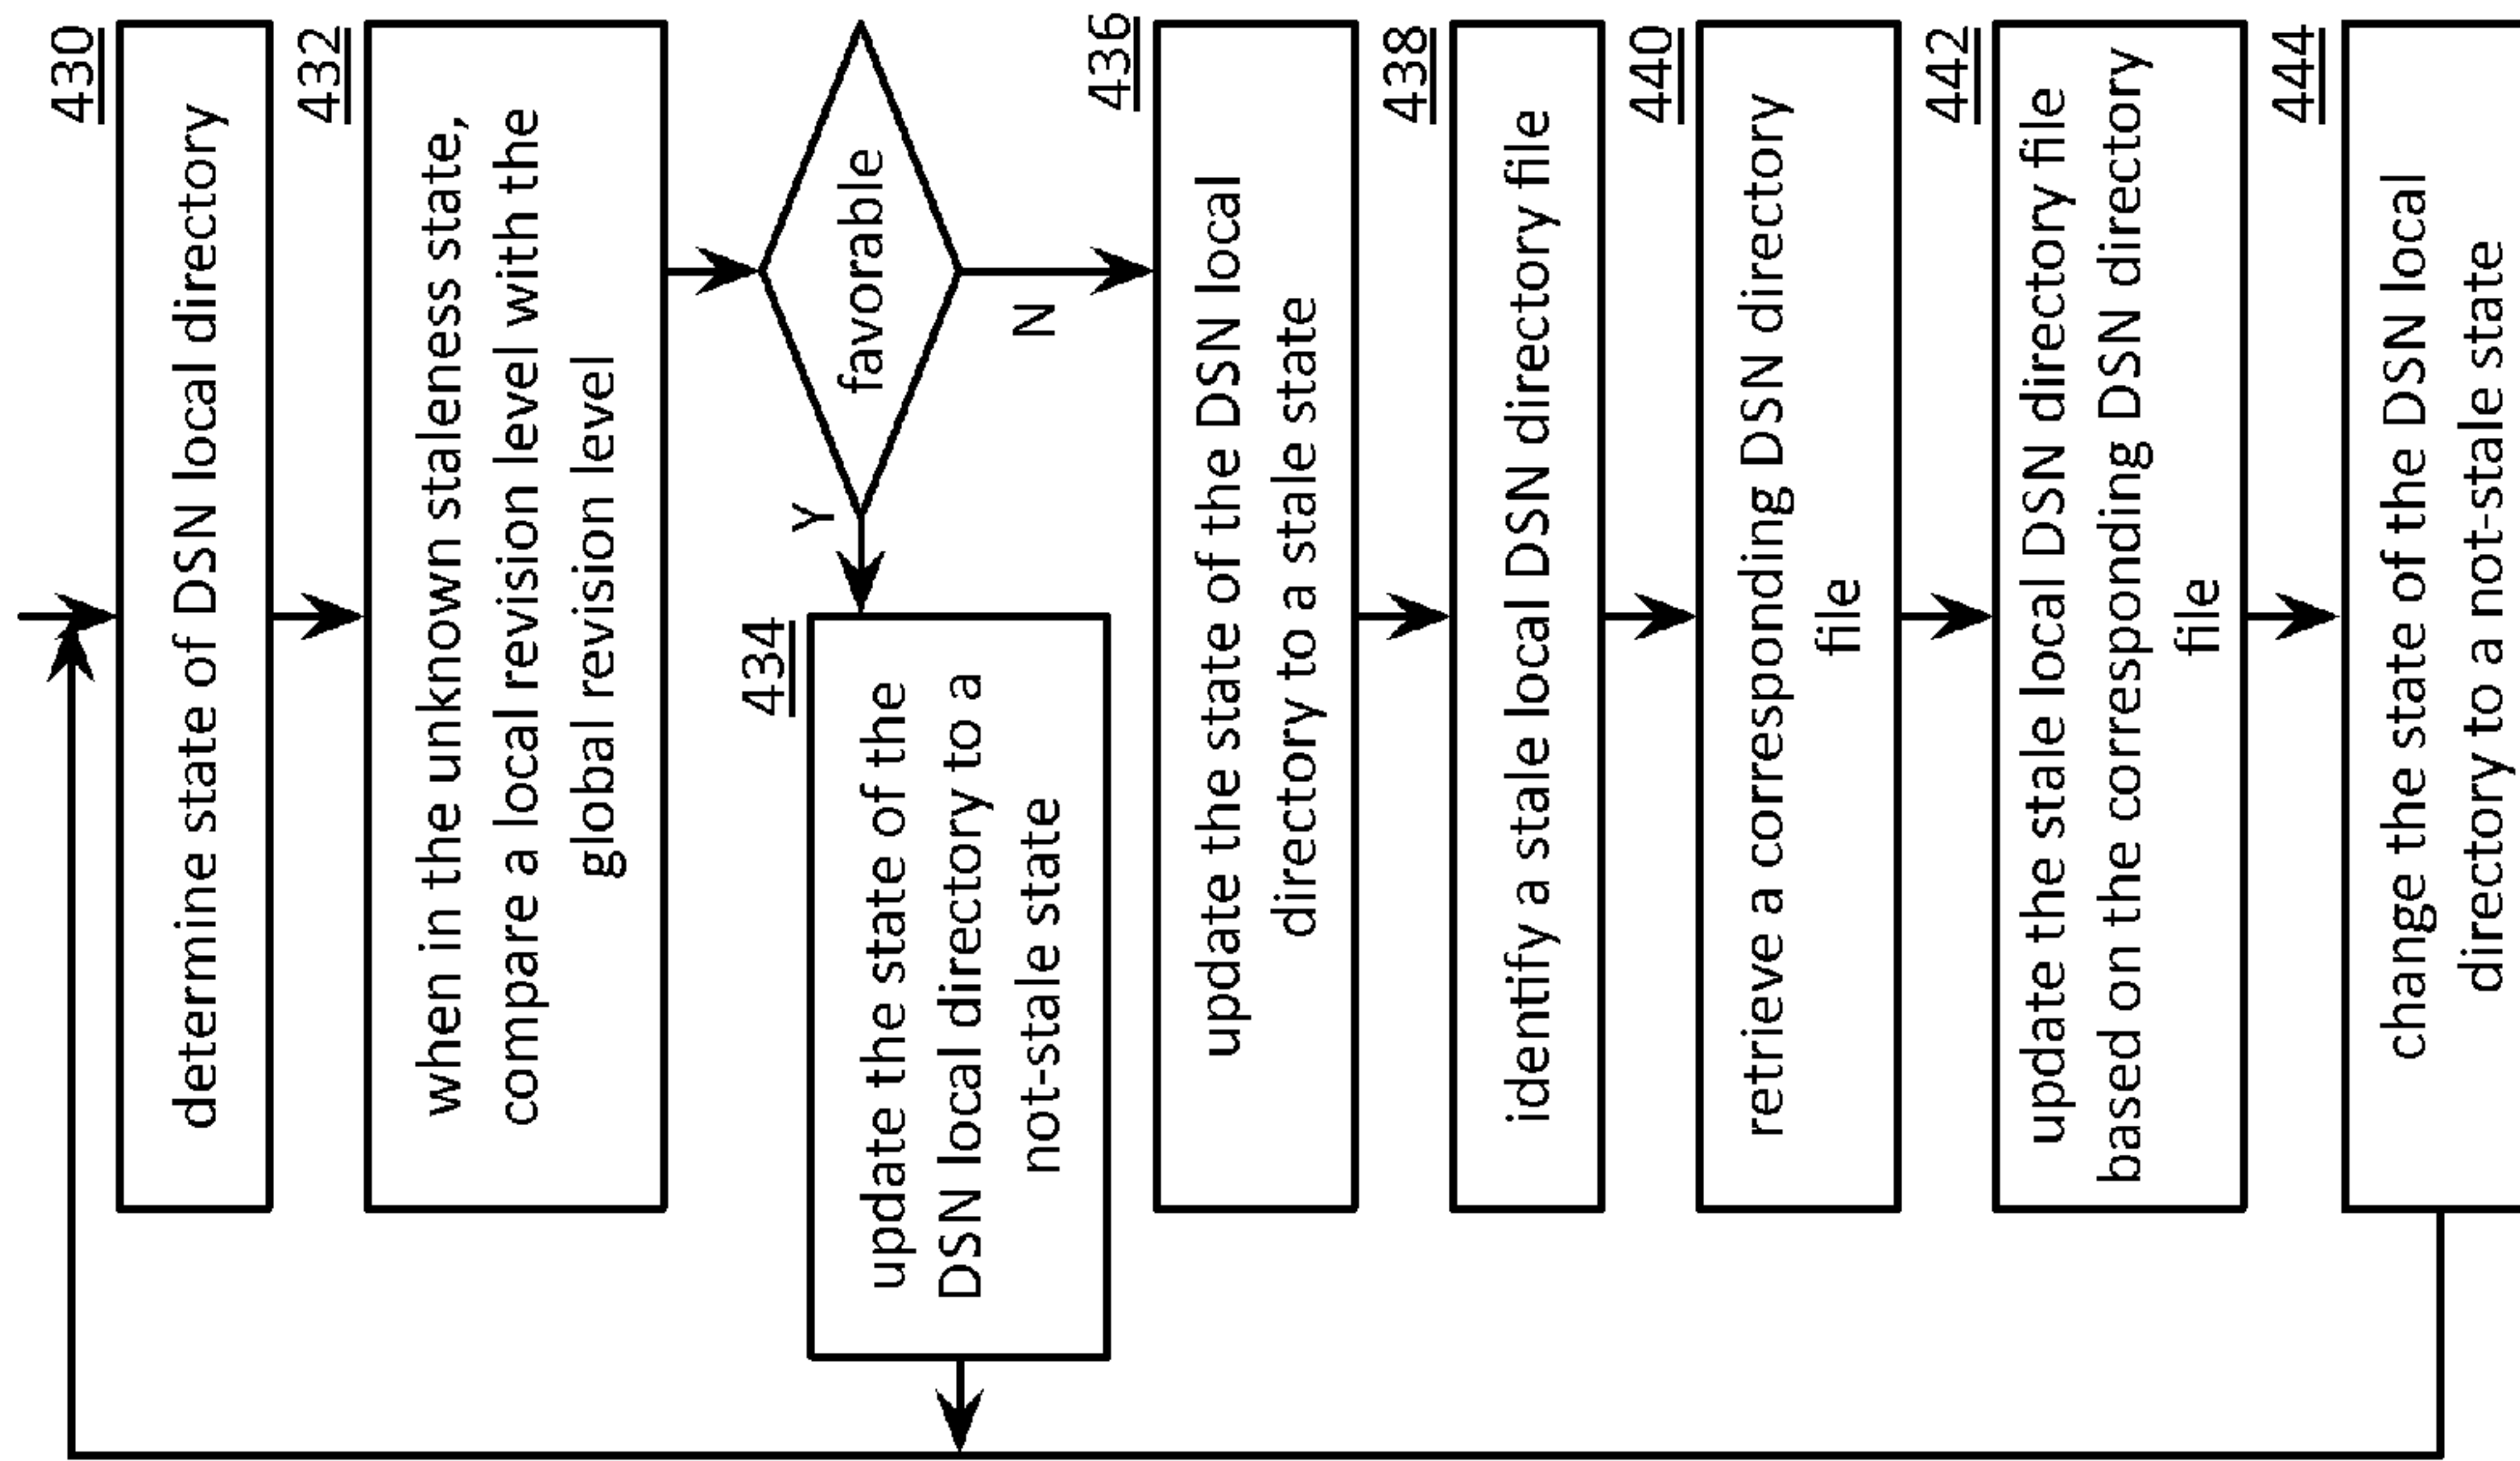 430
determine state of DSN local directory
432
when in the unknown staleness state,
compare a local revision level with the
global revision level
favorable
Y
N
434
update the state of the
DSN local directory to a
not-stale state
436
update the state of the DSN local
directory to a stale state
438
identify a stale local DSN directory file
440
retrieve a corresponding DSN directory
file
442
update the stale local DSN directory file
based on the corresponding DSN directory
file
444
change the state of the DSN local
directory to a not-stale state